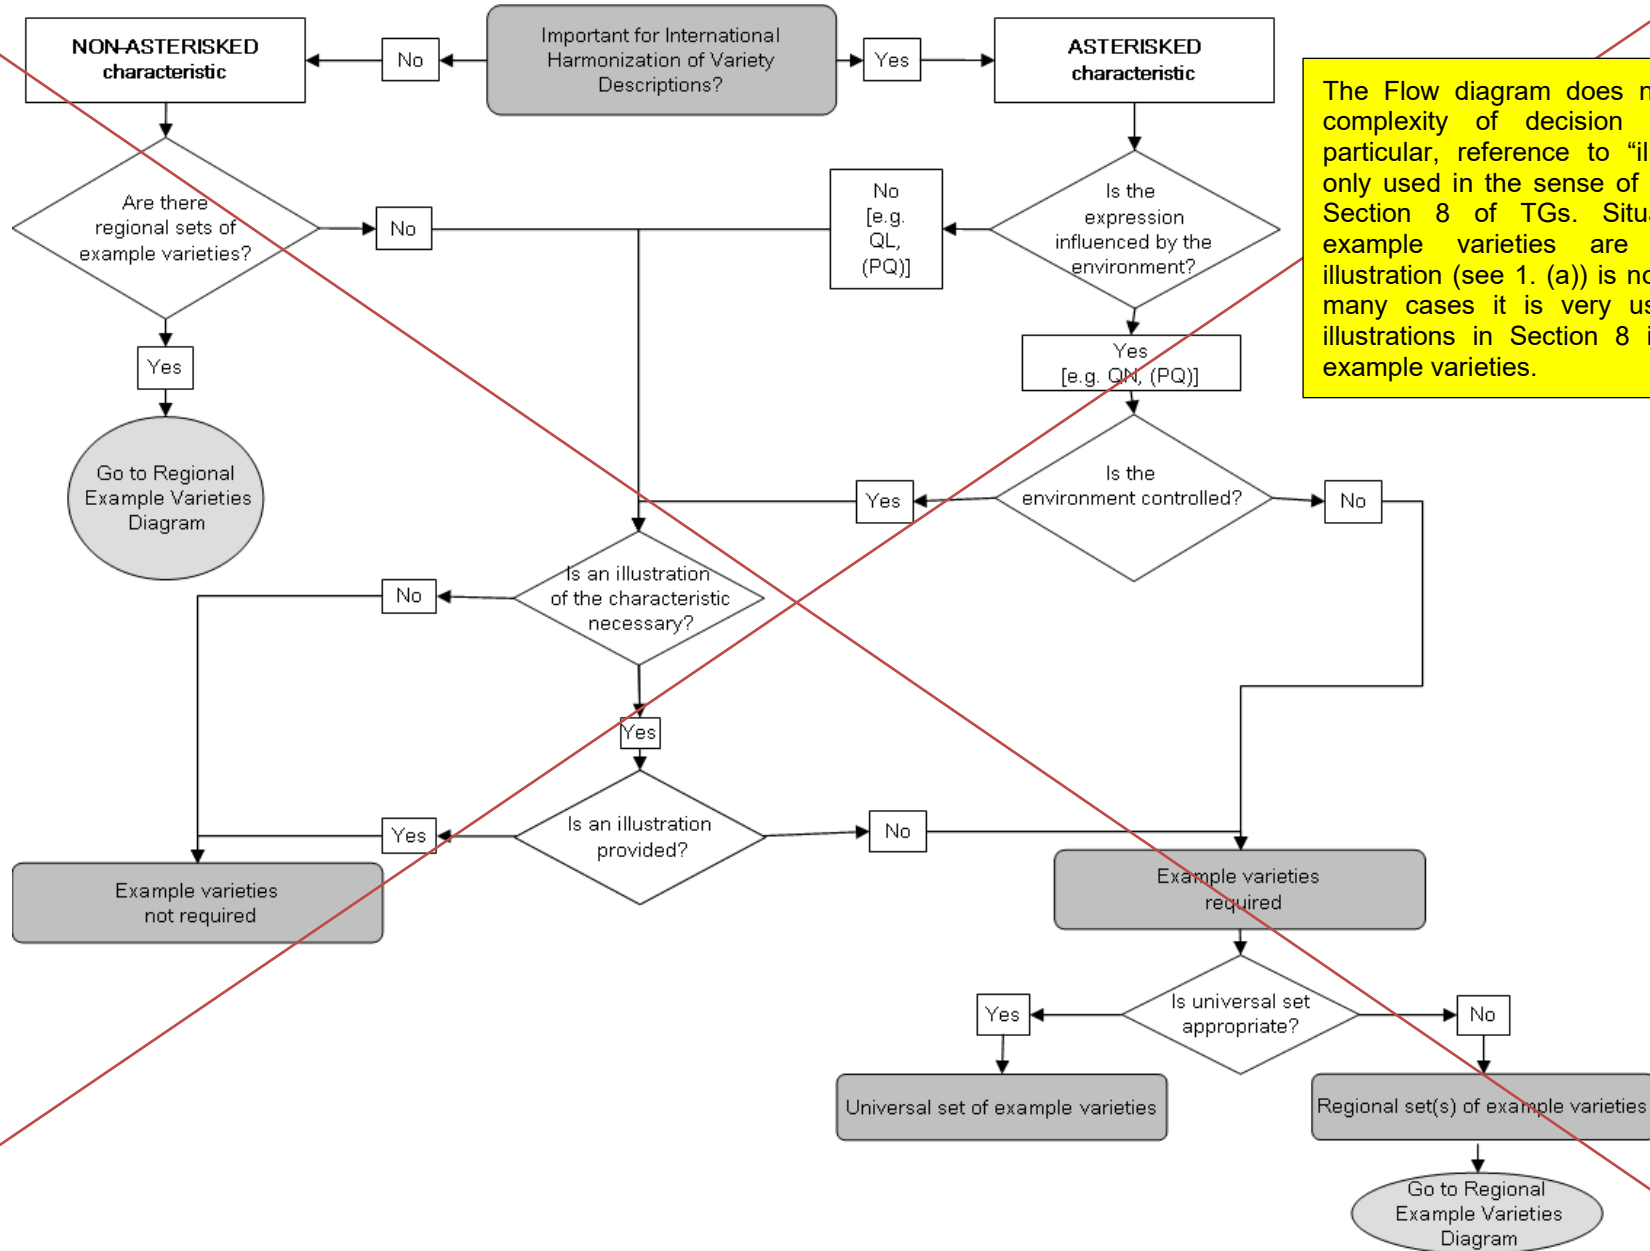 NON-ASTERISKED
characteristic
No
Important for International
Harmonization of Variety
Descriptions?
Yes
ASTERISKED
characteristic
The Flow diagram does
complexity of decision
particular, reference to
only used in the sense of
Section 8 of TGs.
example varieties are
illustration (see 1. (a)) is
many cases it is very
illustrations in Section 8
example varieties.
Are there
regional sets of
example varieties?
No
No
[e.g.
QL,
(PQ)]
Is the
expression
influenced by the
environment?
Yes
Yes
[e.g. QN, (PQ)]
Go to Regional
Example Varieties
Diagram
Yes
Is the
environment controlled?
No
No
Is an illustration
of the characteristic
necessary?
Yes
Yes
Is an illustration
provided?
No
Example varieties
not required
Example varieties
required
Yes
Is universal set
appropriate?
No
Universal set of example varieties
Regional set(s) of example varieties
Go to Regional
Example Varieties
Diagram